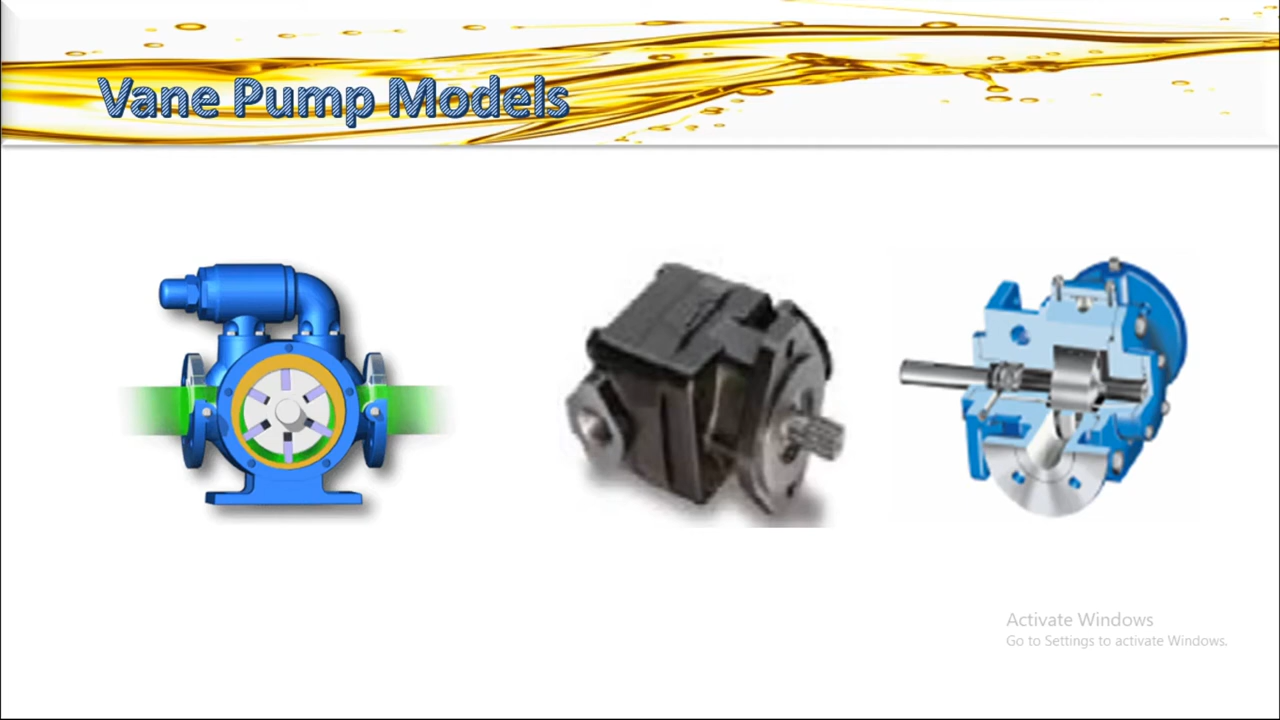 Vane Pump Models
Activate Windows
Go to Settings to activate Windows.